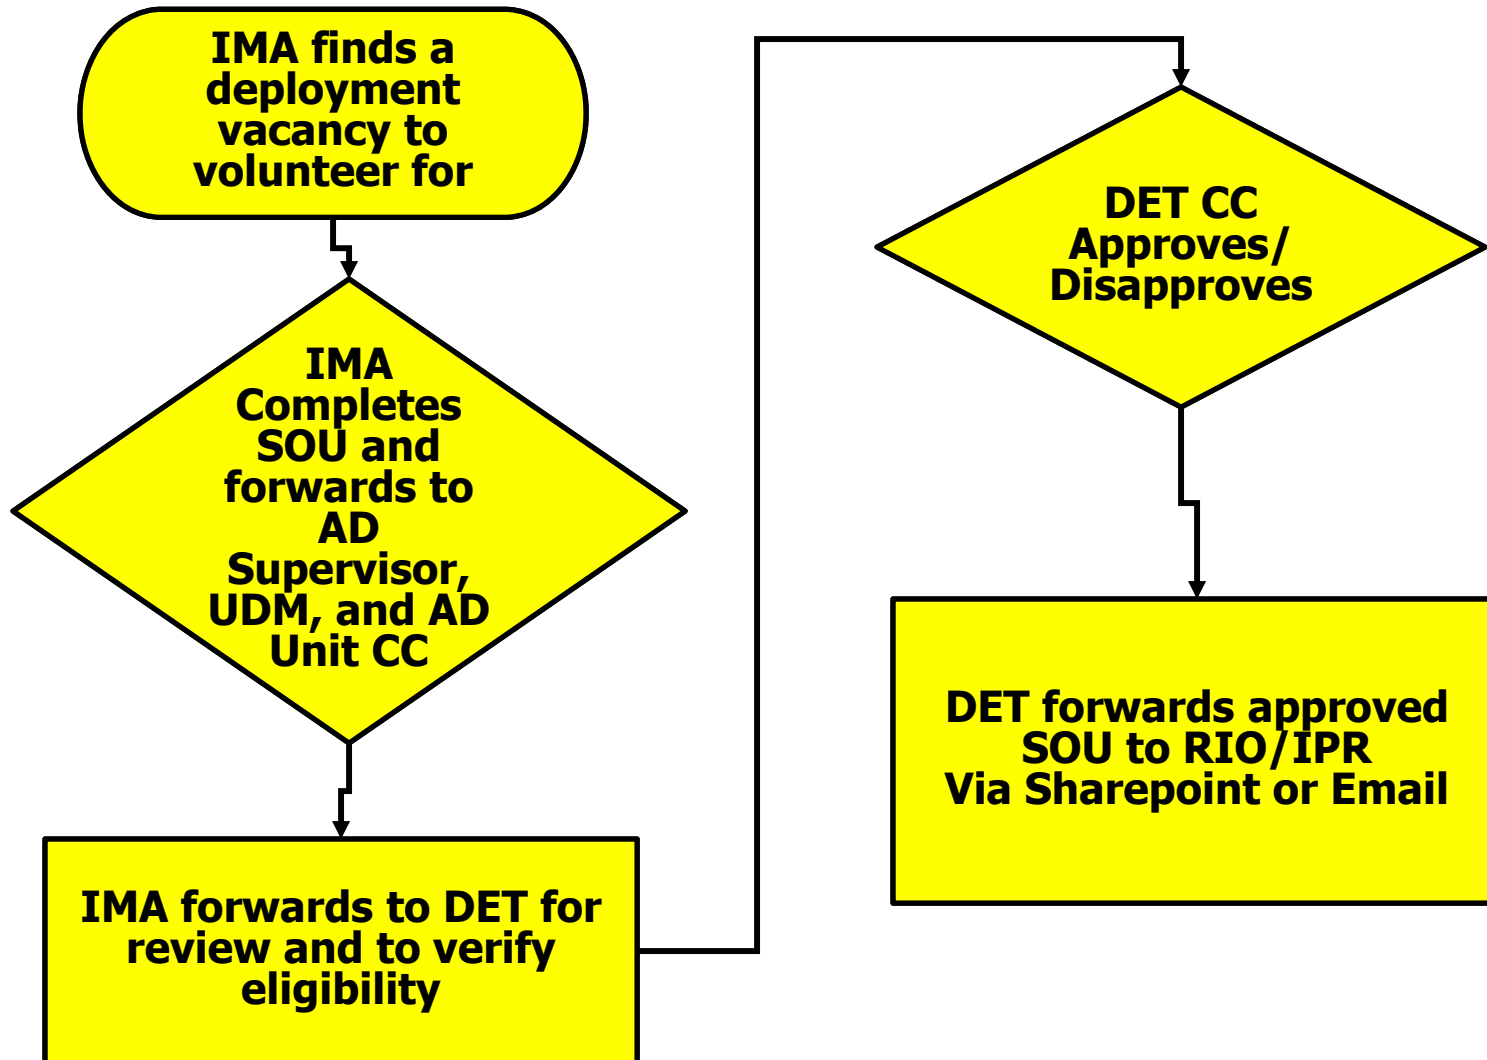 IMA finds a
deployment
vacancy to
volunteer for
IMA
Completes
SOU and
forwards to
AD
Supervisor,
UDM, and AD
Unit CC
IMA forwards to DET for
review and to verify
eligibility
DET CC
Approves/
Disapproves
DET forwards approved
SOU to RIO/IPR
Via Sharepoint or Email